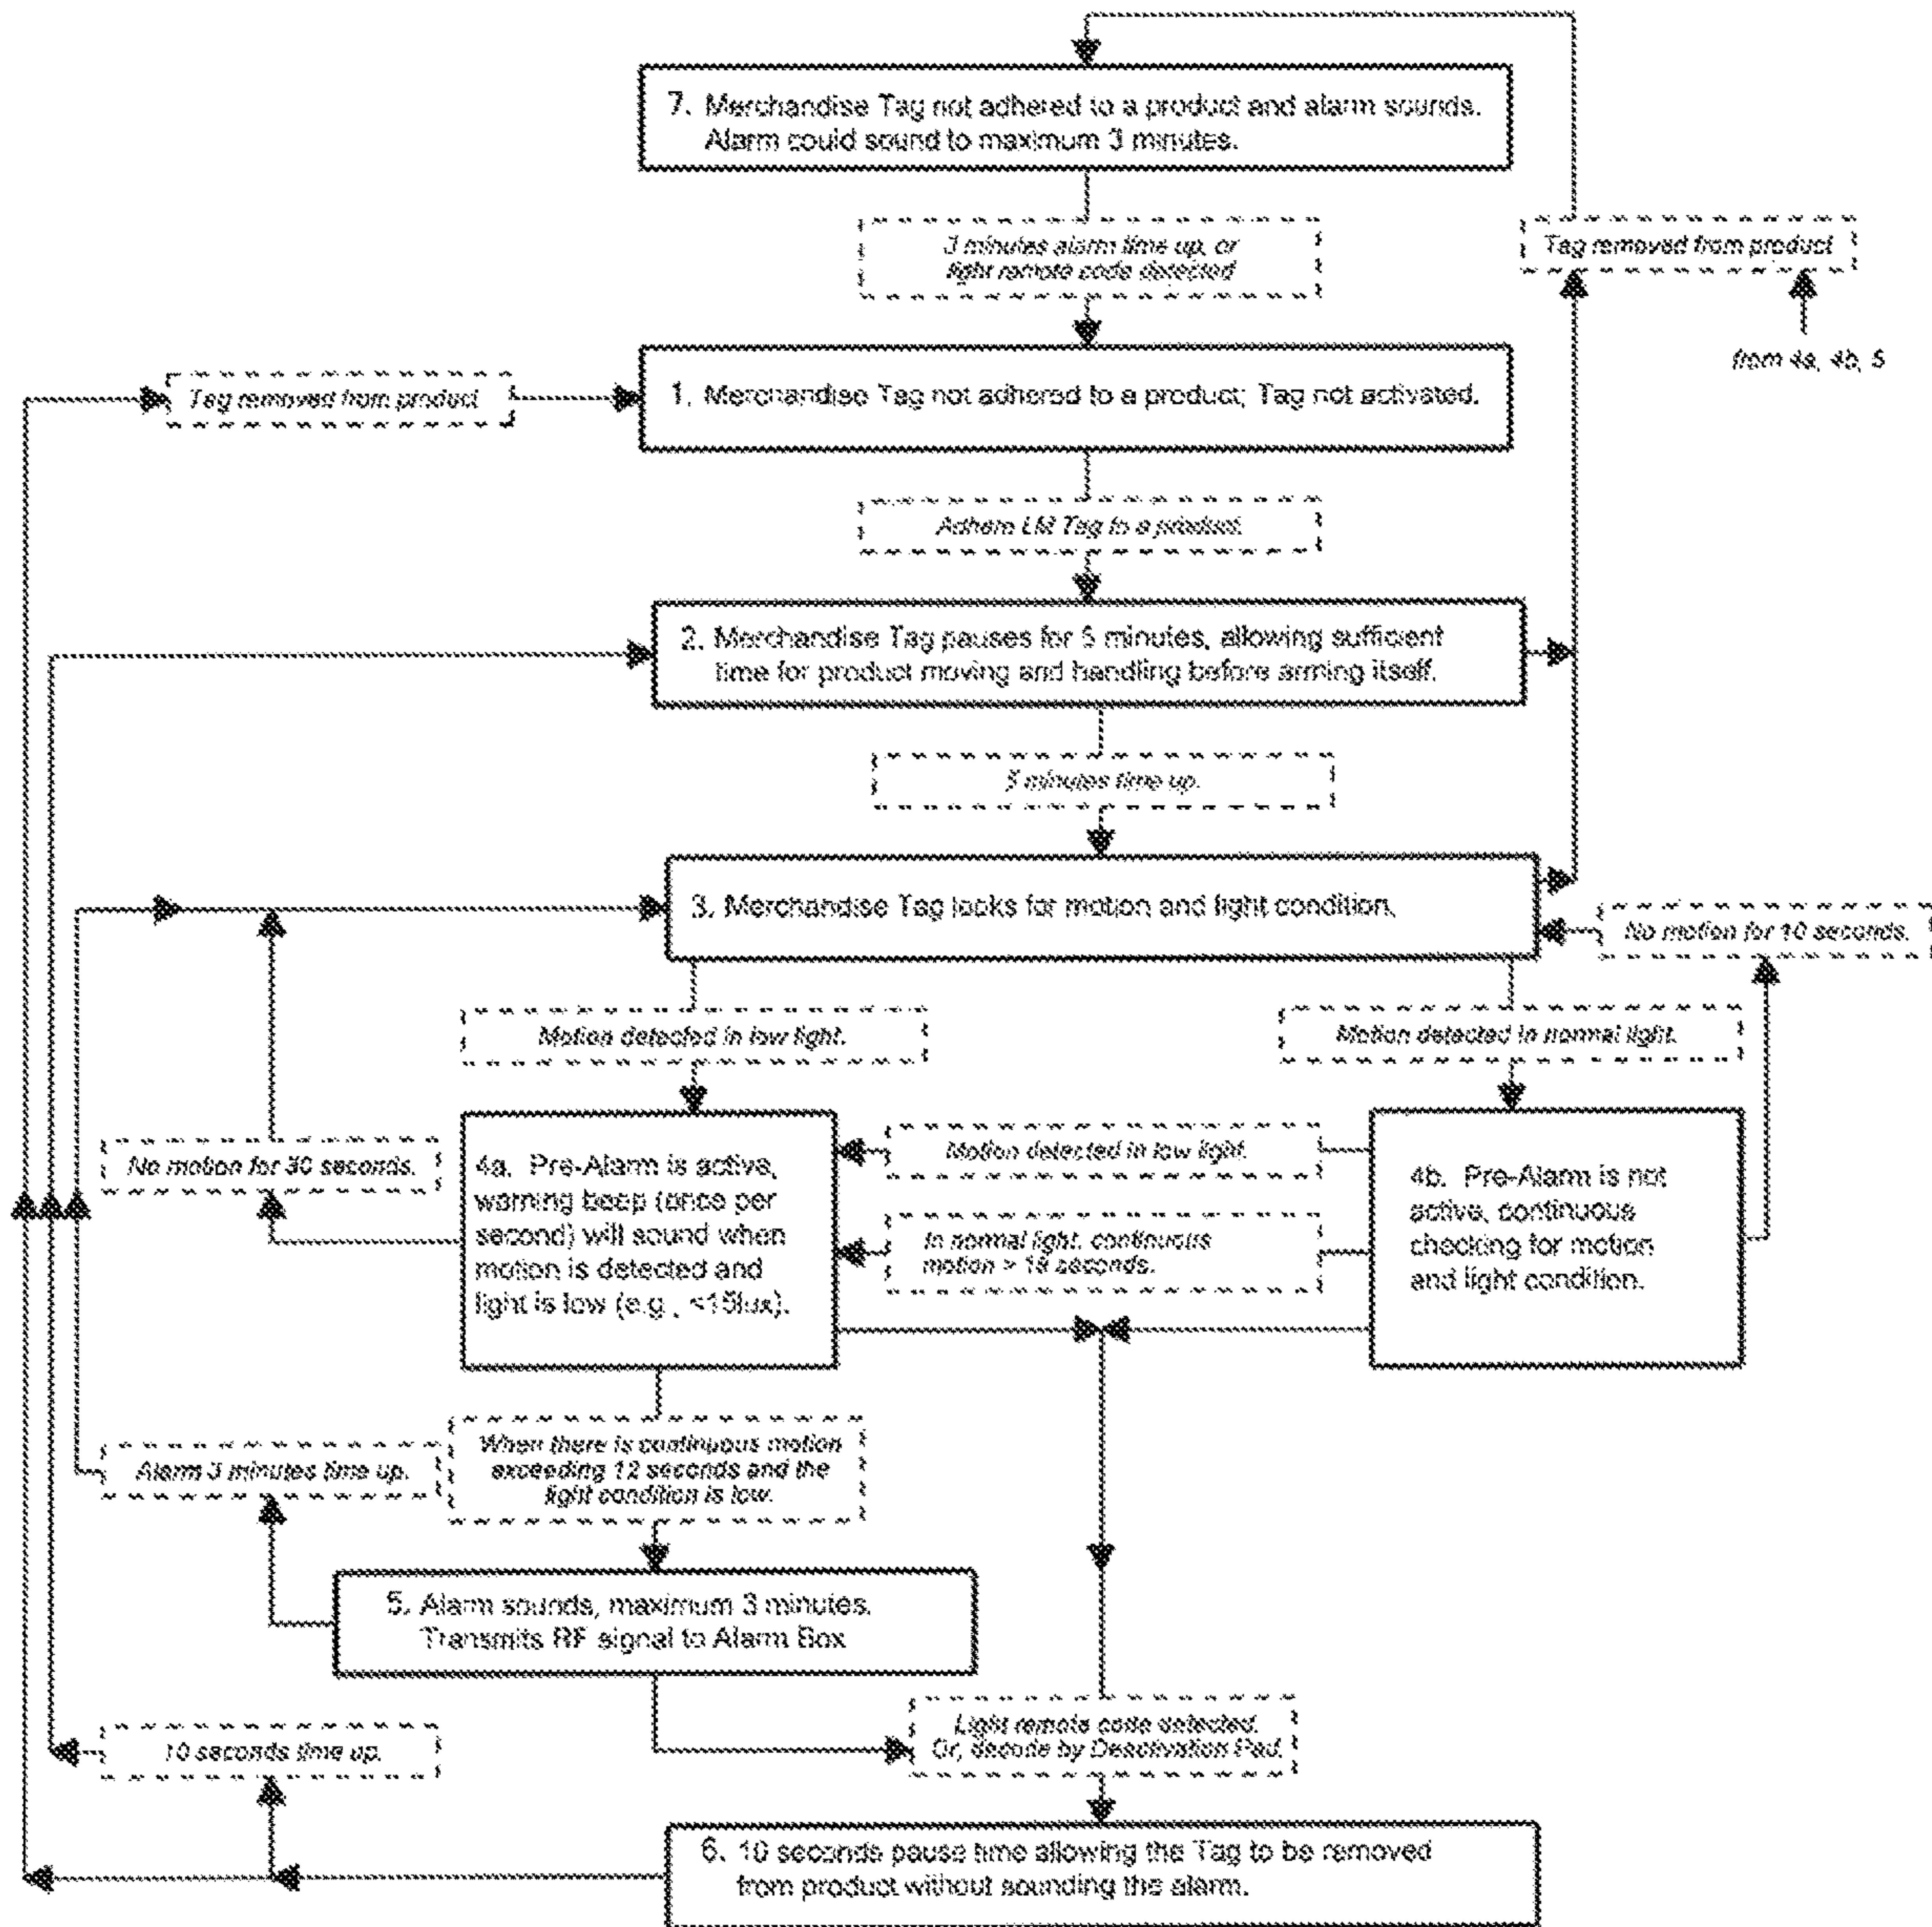 7. Merchandise Tag not adhered to a product and alarm sounds.
Alarm could sound to maximum 3 minutes.
3 minutes alarm time up, or
light remote code detected
Tag removed from product
from 4a, 4b, 5
Tag removed from product
1. Merchandise Tag not adhered to a product; Tag not activated.
Adhere LM Tag to a product.
2. Merchandise Tag pauses for 5 minutes, allowing sufficient
time for product moving and handling before arming itself.
5 minutes time up.
3. Merchandise Tag looks for motion and light condition.
No motion for 10 seconds.
Motion detected in low light.
Motion detected in normal light.
No motion for 30 seconds.
4a. Pre-Alarm is active,
warning beep (once per
second) will sound when
motion is detected and
light is low (e.g., <15lux).
Motion detected in low light.
In normal light, continuous
motion > 18 seconds.
4b. Pre-Alarm is not
active, continuous
checking for motion
and light condition.
Alarm 3 minutes time up.
When there is continuous motion
exceeding 12 seconds and the
light condition is low.
5. Alarm sounds, maximum 3 minutes.
Transmits RF signal to Alarm Box
10 seconds time up.
Light remote code detected.
Or, decode by Deactivation Pad.
6. 10 seconds pause time allowing the Tag to be removed
from product without sounding the alarm.